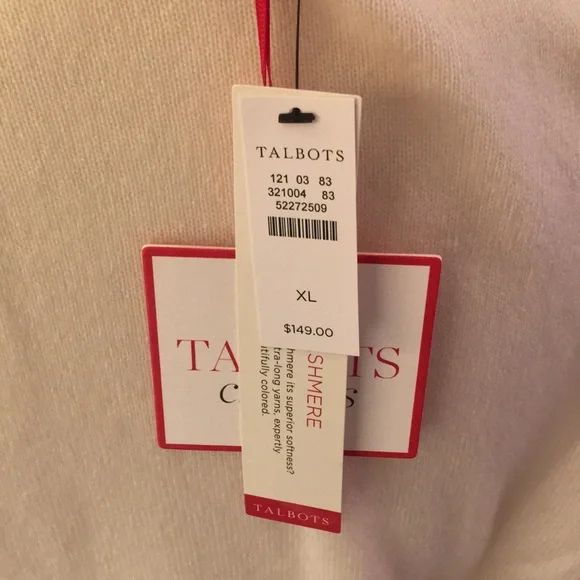 TALBOTS
121 03 83
321004 83
52272509
XL
$149.00
TA TS
c s
SHMERE
hmere its superior softness?
tra-long yarns, expertly
tifully colored.
TALBOTS